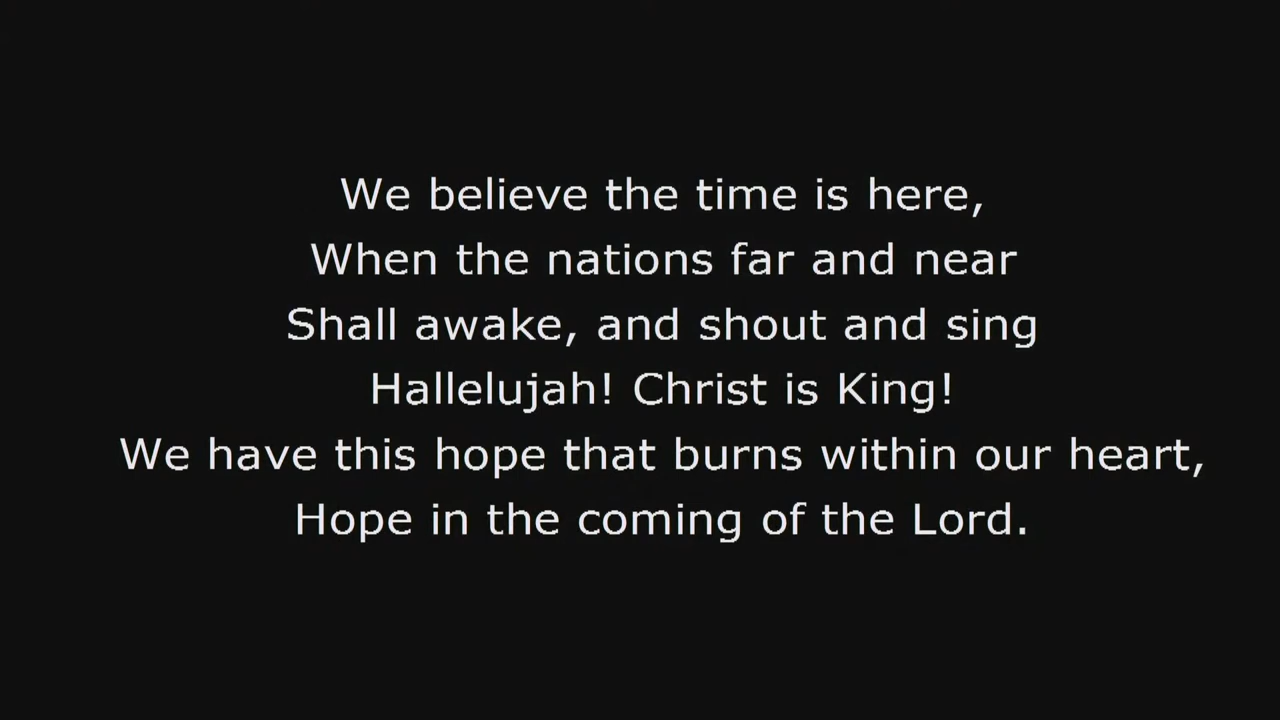 We believe the time is here,
When the nations far and near
Shall awake, and shout and sing
Hallelujah! Christ is King!
We have this hope that burns within our heart,
Hope in the coming of the Lord.